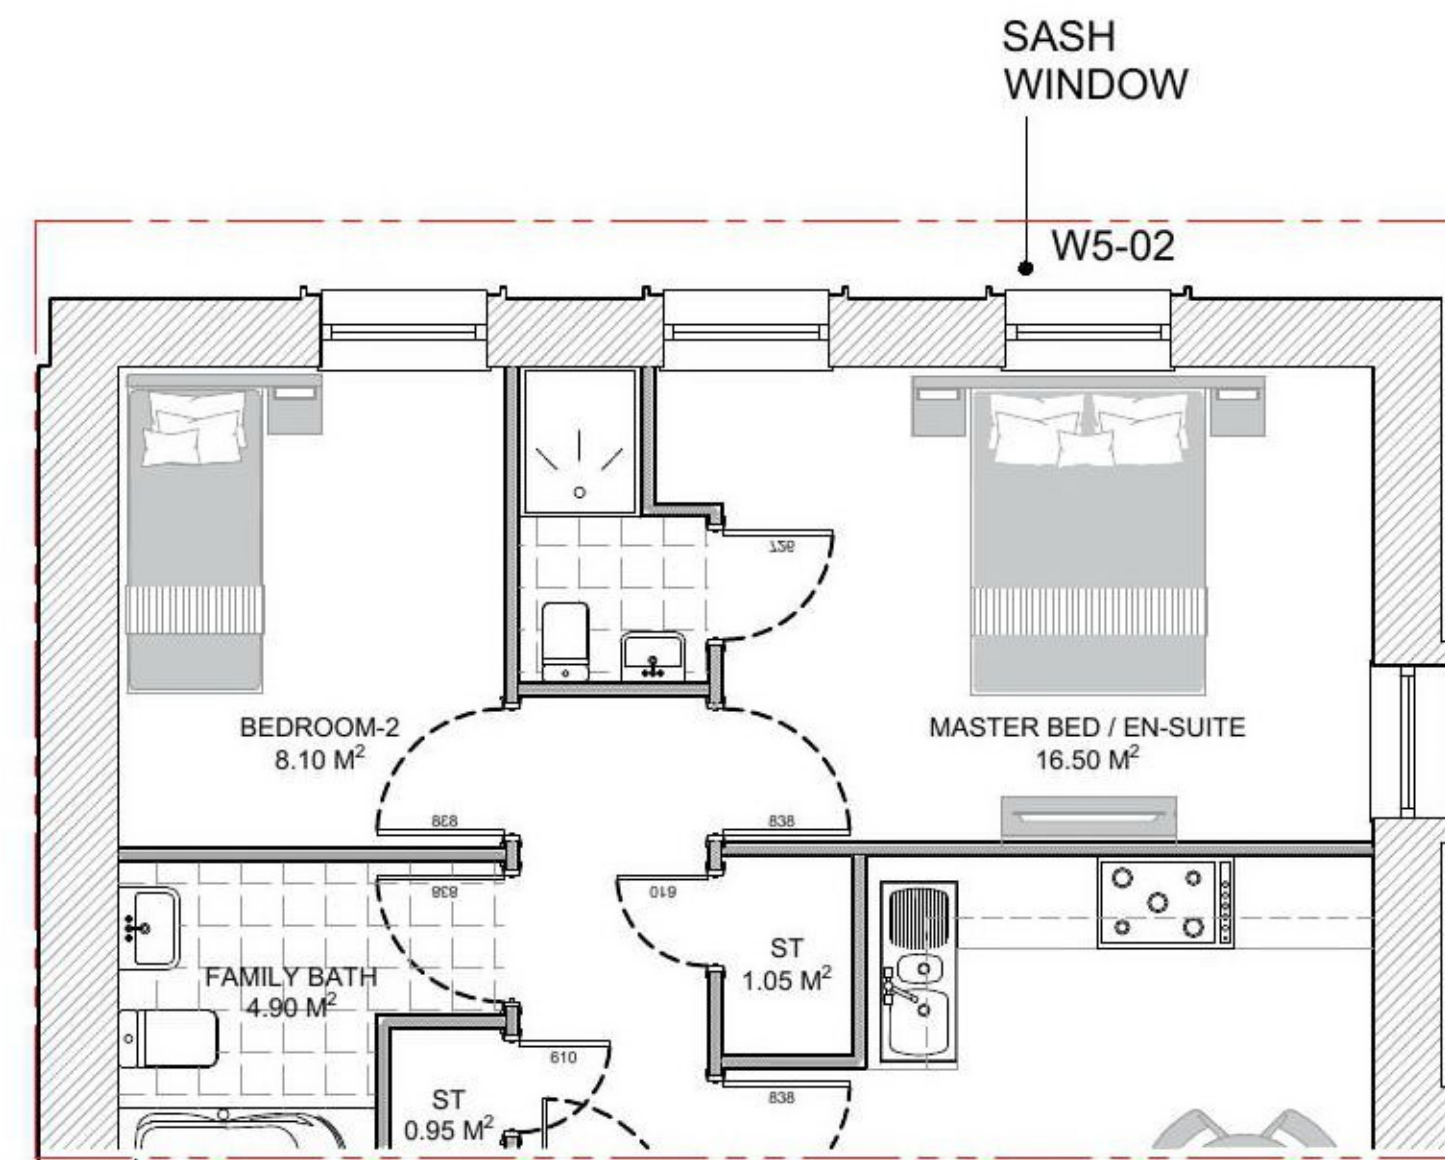 SASH
WINDOW
W5-02
726
BEDROOM-2
8.10 M²
MASTER BED / EN-SUITE
16.50 M²
838
838
838
610
ST
1.05 M²
FAMILY BATH
4.90 M²
610
838
ST
0.95 M²